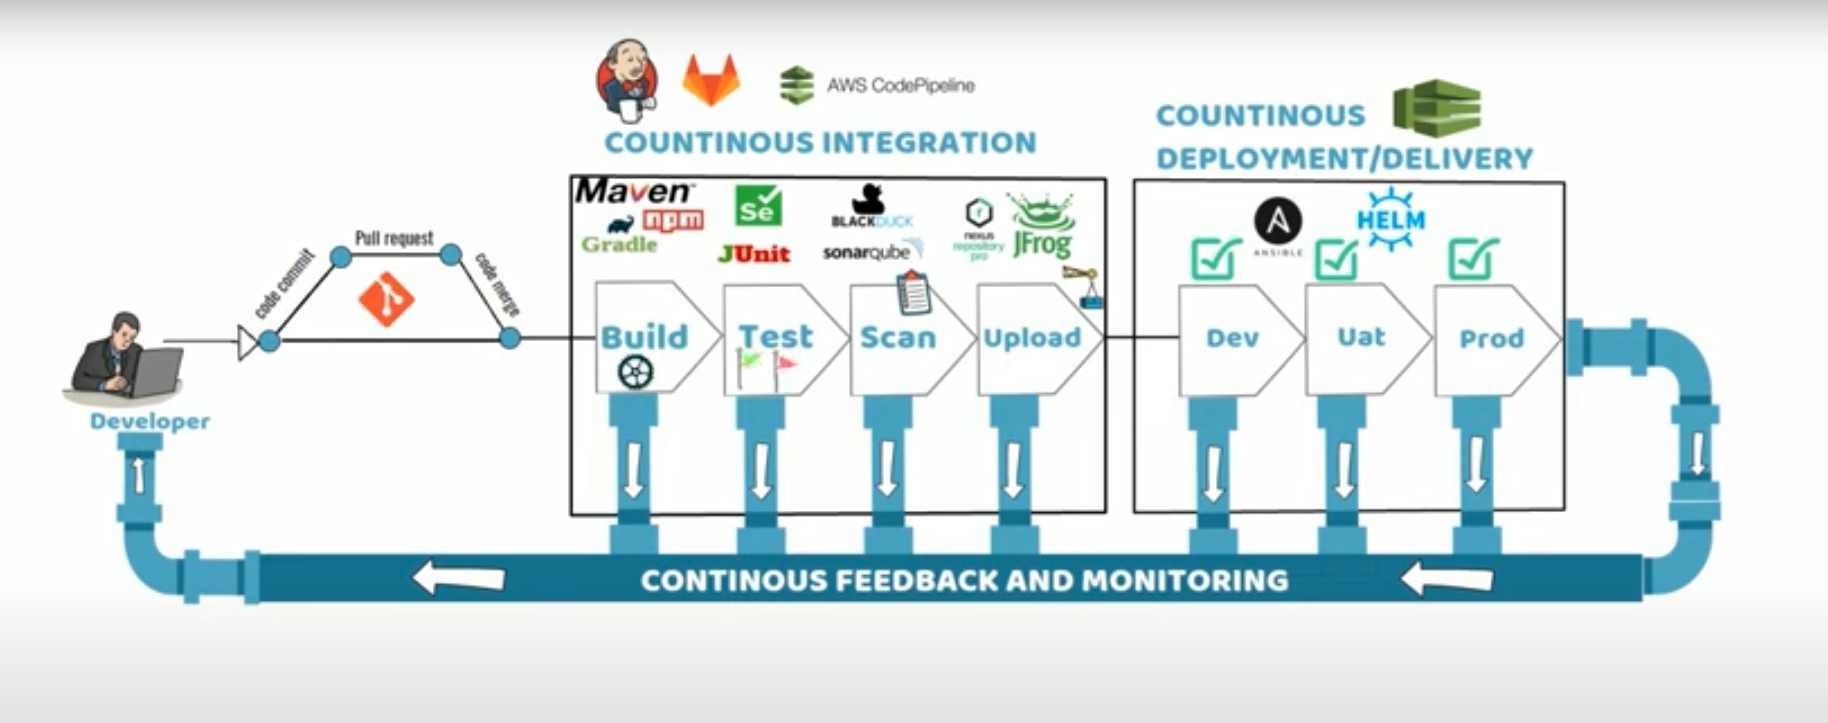 AWS CodePipeline
COUNTINOUS INTEGRATION
COUNTINOUS
DEPLOYMENT/DELIVERY
Maven™
npm
Gradle
Se
JUnit
BLACKDUCK
sonarqube
nexus
repository
pro
JFrog
ANSIBLE
HELM
code commit
Pull request
code merge
Build
Test
Scan
Upload
Dev
Uat
Prod
Developer
CONTINOUS FEEDBACK AND MONITORING